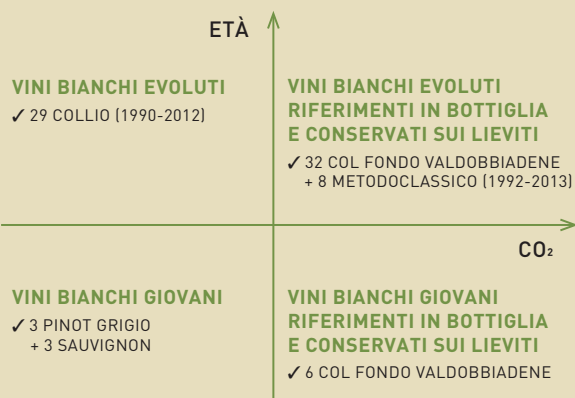 ETÀ
VINI BIANCHI EVOLUTI
✓ 29 COLLIO (1990-2012)
VINI BIANCHI EVOLUTI
RIFERIMENTI IN BOTTIGLIA
E CONSERVATI SUI LIEVITI
✓ 32 COL FONDO VALDOBBIADENE
+ 8 METODOCLASSICO (1992-2013)
CO₂
VINI BIANCHI GIOVANI
✓ 3 PINOT GRIGIO
+ 3 SAUVIGNON
VINI BIANCHI GIOVANI
RIFERIMENTI IN BOTTIGLIA
E CONSERVATI SUI LIEVITI
✓ 6 COL FONDO VALDOBBIADENE